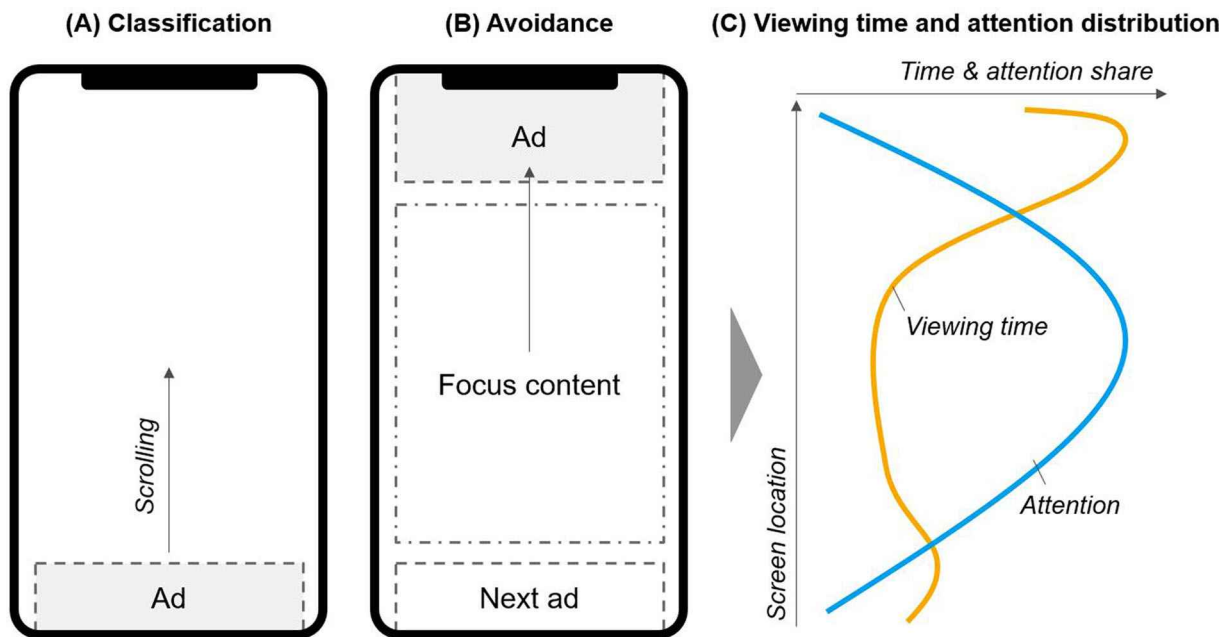 (A) Classification
(B) Avoidance
(C) Viewing time and attention distribution
Scrolling
Ad
Ad
Focus content
Next ad
Time & attention share
Viewing time
Attention
Screen location